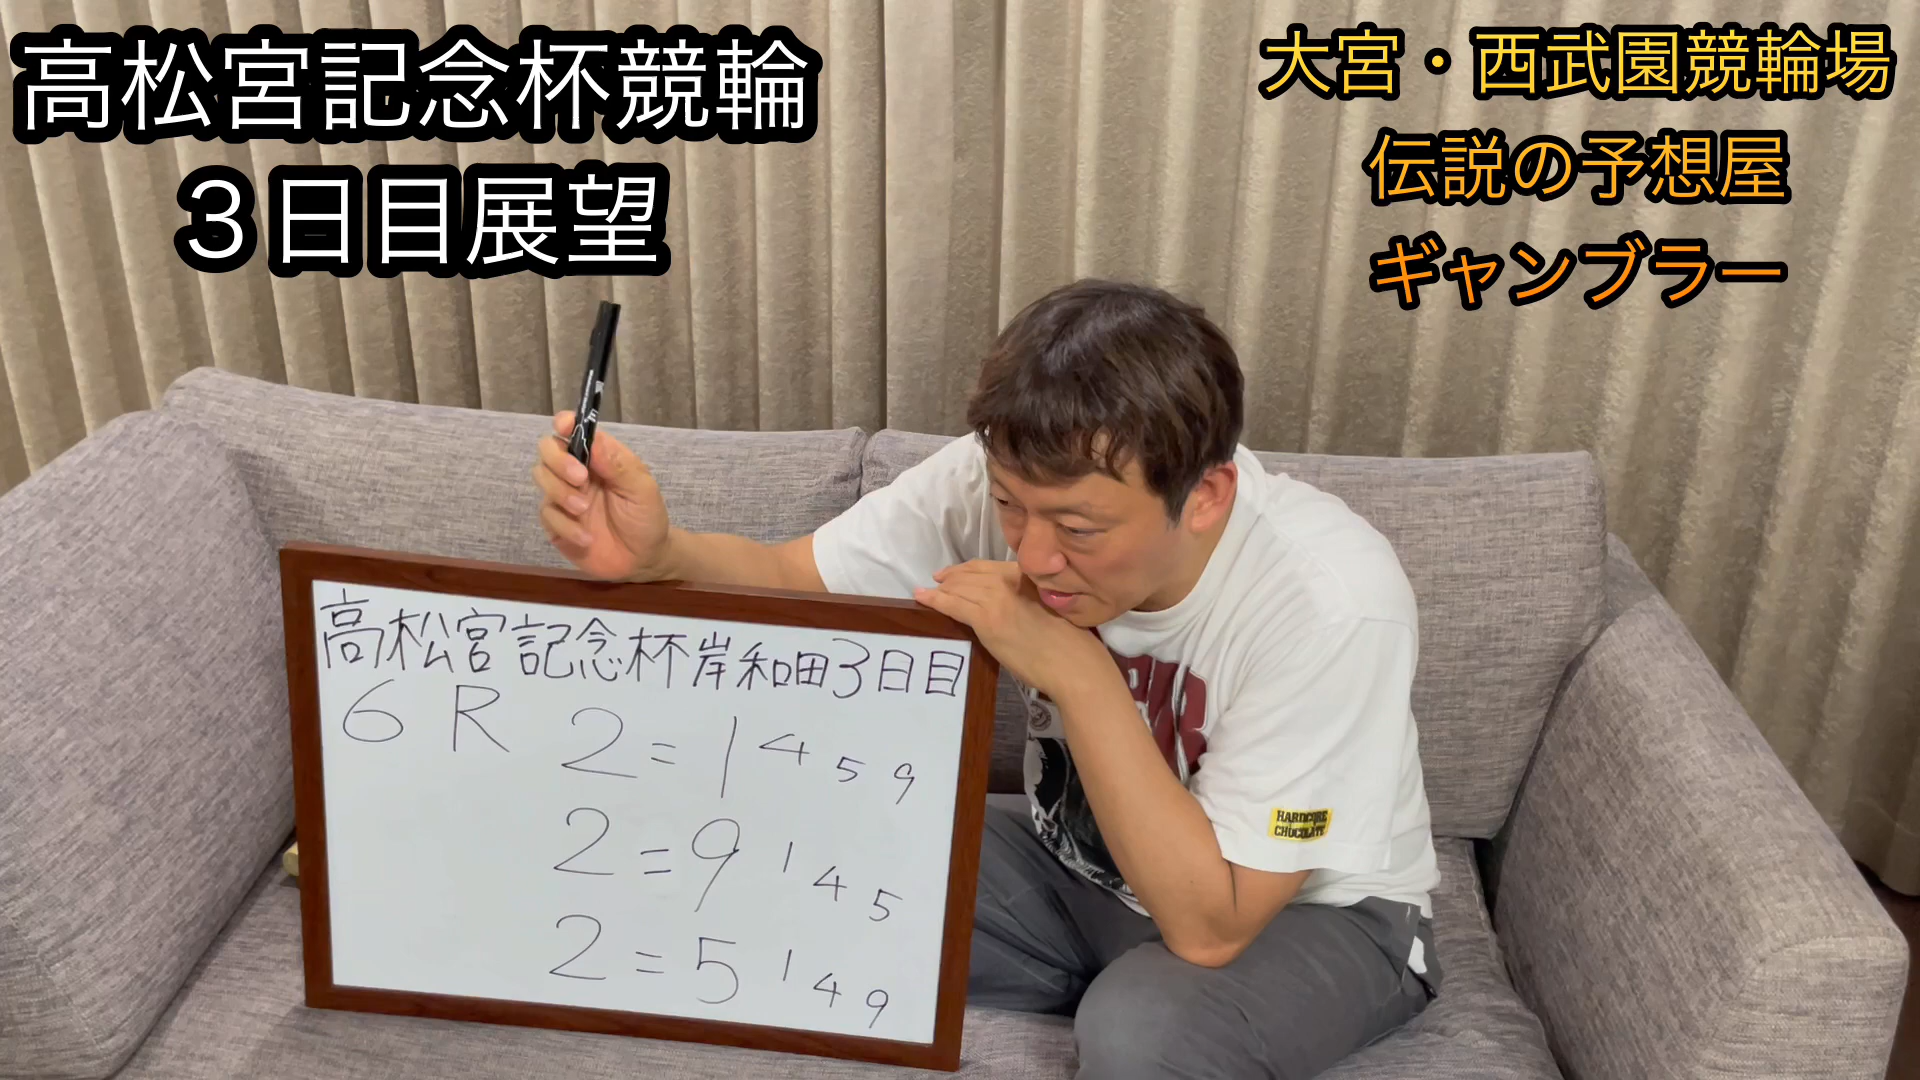 高松宮記念杯競輪
３日目展望
大宮・西武園競輪場
伝説の予想屋
ギャンブラー
高松宮記念杯岸和田3日目
6R
2=1 4 5 9
2=9 1 4 5
2=5 1 4 9
HARDCORE
CHOCOLATE